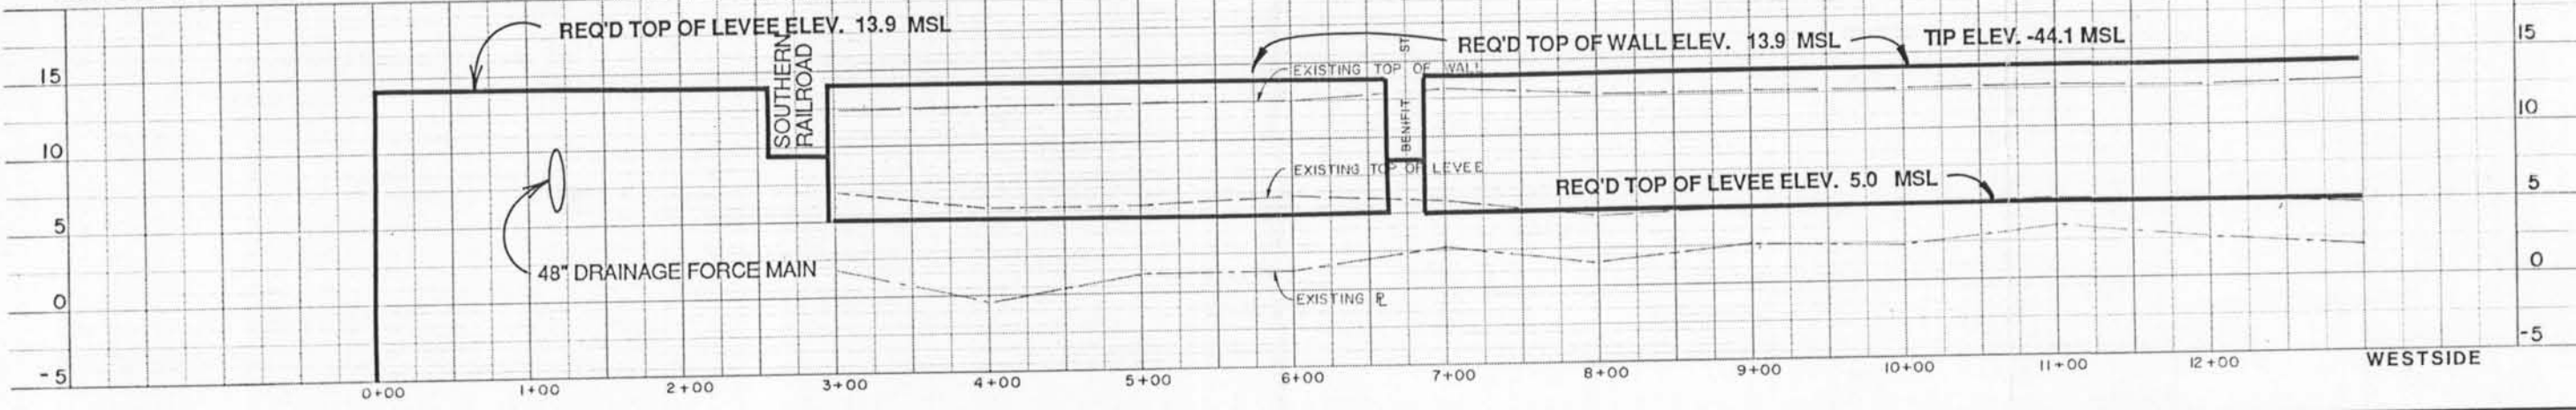 REQ'D TOP OF LEVEE ELEV. 13.9 MSL
SOUTHERN
RAILROAD
REQ'D TOP OF WALL ELEV. 13.9 MSL
TIP ELEV. -44.1 MSL
EXISTING TOP OF WALL
BENIFIT ST
EXISTING TOP OF LEVEE
REQ'D TOP OF LEVEE ELEV. 5.0 MSL
48" DRAINAGE FORCE MAIN
EXISTING ℄
15
10
5
0
-5
15
10
5
0
-5
0+00 1+00 2+00 3+00 4+00 5+00 6+00 7+00 8+00 9+00 10+00 11+00 12+00 WESTSIDE